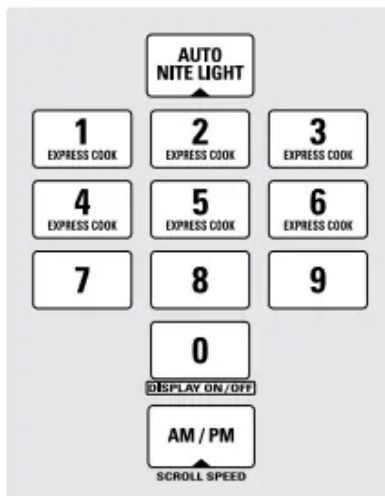 AUTO
NITE LIGHT
1 2 3
EXPRESS COOK EXPRESS COOK EXPRESS COOK
4 5 6
EXPRESS COOK EXPRESS COOK EXPRESS COOK
7 8 9
0
DISPLAY ON/OFF
AM / PM
SCROLL SPEED